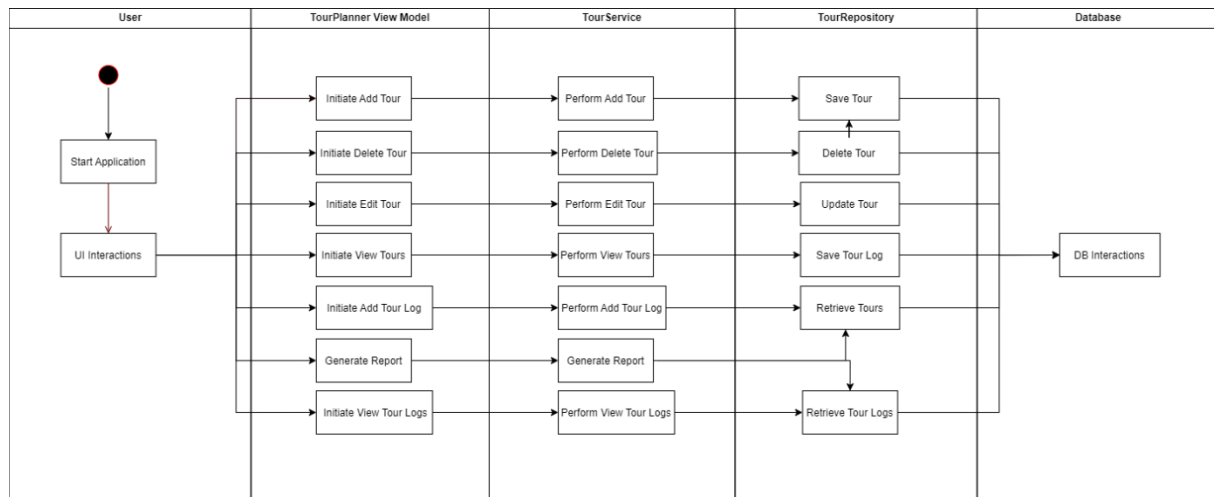 User
TourPlanner View Model
TourService
TourRepository
Database
Initiate Add Tour
Perform Add Tour
Save Tour
Start Application
Initiate Delete Tour
Perform Delete Tour
Delete Tour
Initiate Edit Tour
Perform Edit Tour
Update Tour
UI Interactions
Initiate View Tours
Perform View Tours
Save Tour Log
DB Interactions
Initiate Add Tour Log
Perform Add Tour Log
Retrieve Tours
Generate Report
Generate Report
Initiate View Tour Logs
Perform View Tour Logs
Retrieve Tour Logs